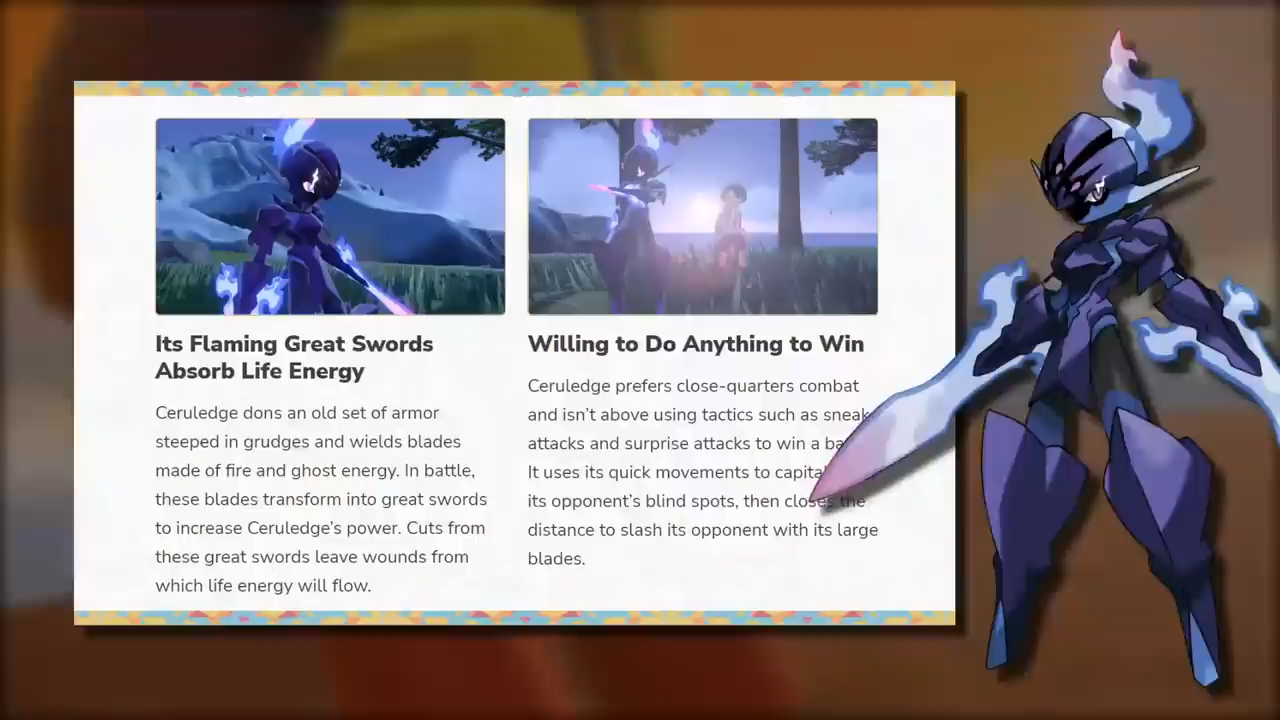 Its Flaming Great Swords
Absorb Life Energy
Ceruledge dons an old set of armor
steeped in grudges and wields blades
made of fire and ghost energy. In battle,
these blades transform into great swords
to increase Ceruledge's power. Cuts from
these great swords leave wounds from
which life energy will flow.
Willing to Do Anything to Win
Ceruledge prefers close-quarters combat
and isn't above using tactics such as sneak
attacks and surprise attacks to win a
It uses its quick movements to
its opponent's blind spots, then closes the
distance to slash its opponent with its large
blades.